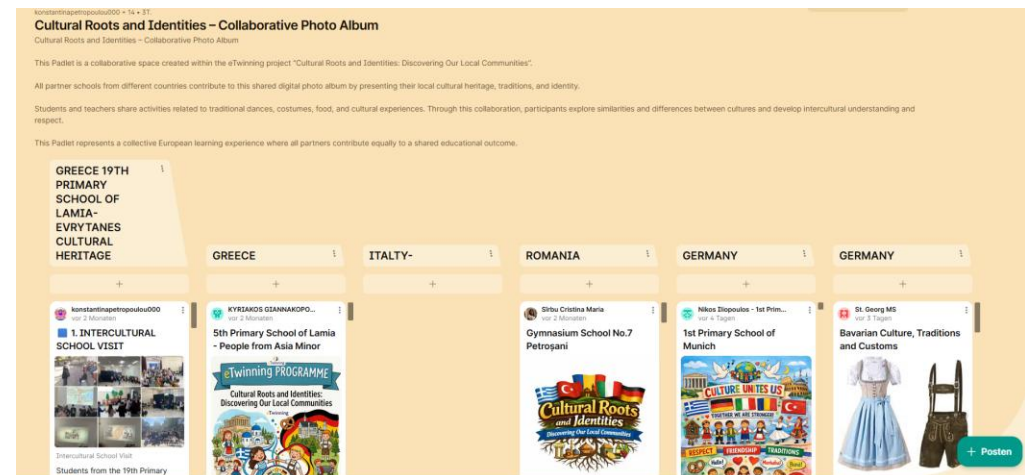 konstantinapetropoulou000 • 14 • 3T.
Cultural Roots and Identities – Collaborative Photo Album
Cultural Roots and Identities – Collaborative Photo Album
This Padlet is a collaborative space created within the eTwinning project "Cultural Roots and Identities: Discovering Our Local Communities".
All partner schools from different countries contribute to this shared digital photo album by presenting their local cultural heritage, traditions, and identity.
Students and teachers share activities related to traditional dances, costumes, food, and cultural experiences. Through this collaboration, participants explore similarities and differences between cultures and develop intercultural understanding and
respect.
This Padlet represents a collective European learning experience where all partners contribute equally to a shared educational outcome.
GREECE 19TH
PRIMARY
SCHOOL OF
LAMIA-
EVRYTANES
CULTURAL
HERITAGE
GREECE
ITALTY-
ROMANIA
GERMANY
GERMANY
konstantinapetropoulou000
vor 2 Monaten
1. INTERCULTURAL
SCHOOL VISIT
Intercultural School Visit
Students from the 19th Primary
KYRIAKOS GIANNAKOPO...
vor 2 Monaten
5th Primary School of Lamia
- People from Asia Minor
eTwinning PROGRAMME
Cultural Roots and Identities:
Discovering Our Local Communities
eTwinning
Sîrbu Cristina Maria
vor 2 Monaten
Gymnasium School No.7
Petroșani
Cultural Roots
and Identities
Discovering Our Local Communities
Nikos Iliopoulos - 1st Prim...
vor 4 Tagen
1st Primary School of
Munich
CULTURE UNITES US
TOGETHER WE ARE STRONGER!
RESPECT
FRIENDSHIP
TRADITIONS
Hallo!
St. Georg MS
vor 3 Tagen
Bavarian Culture, Traditions
and Customs
+ Posten